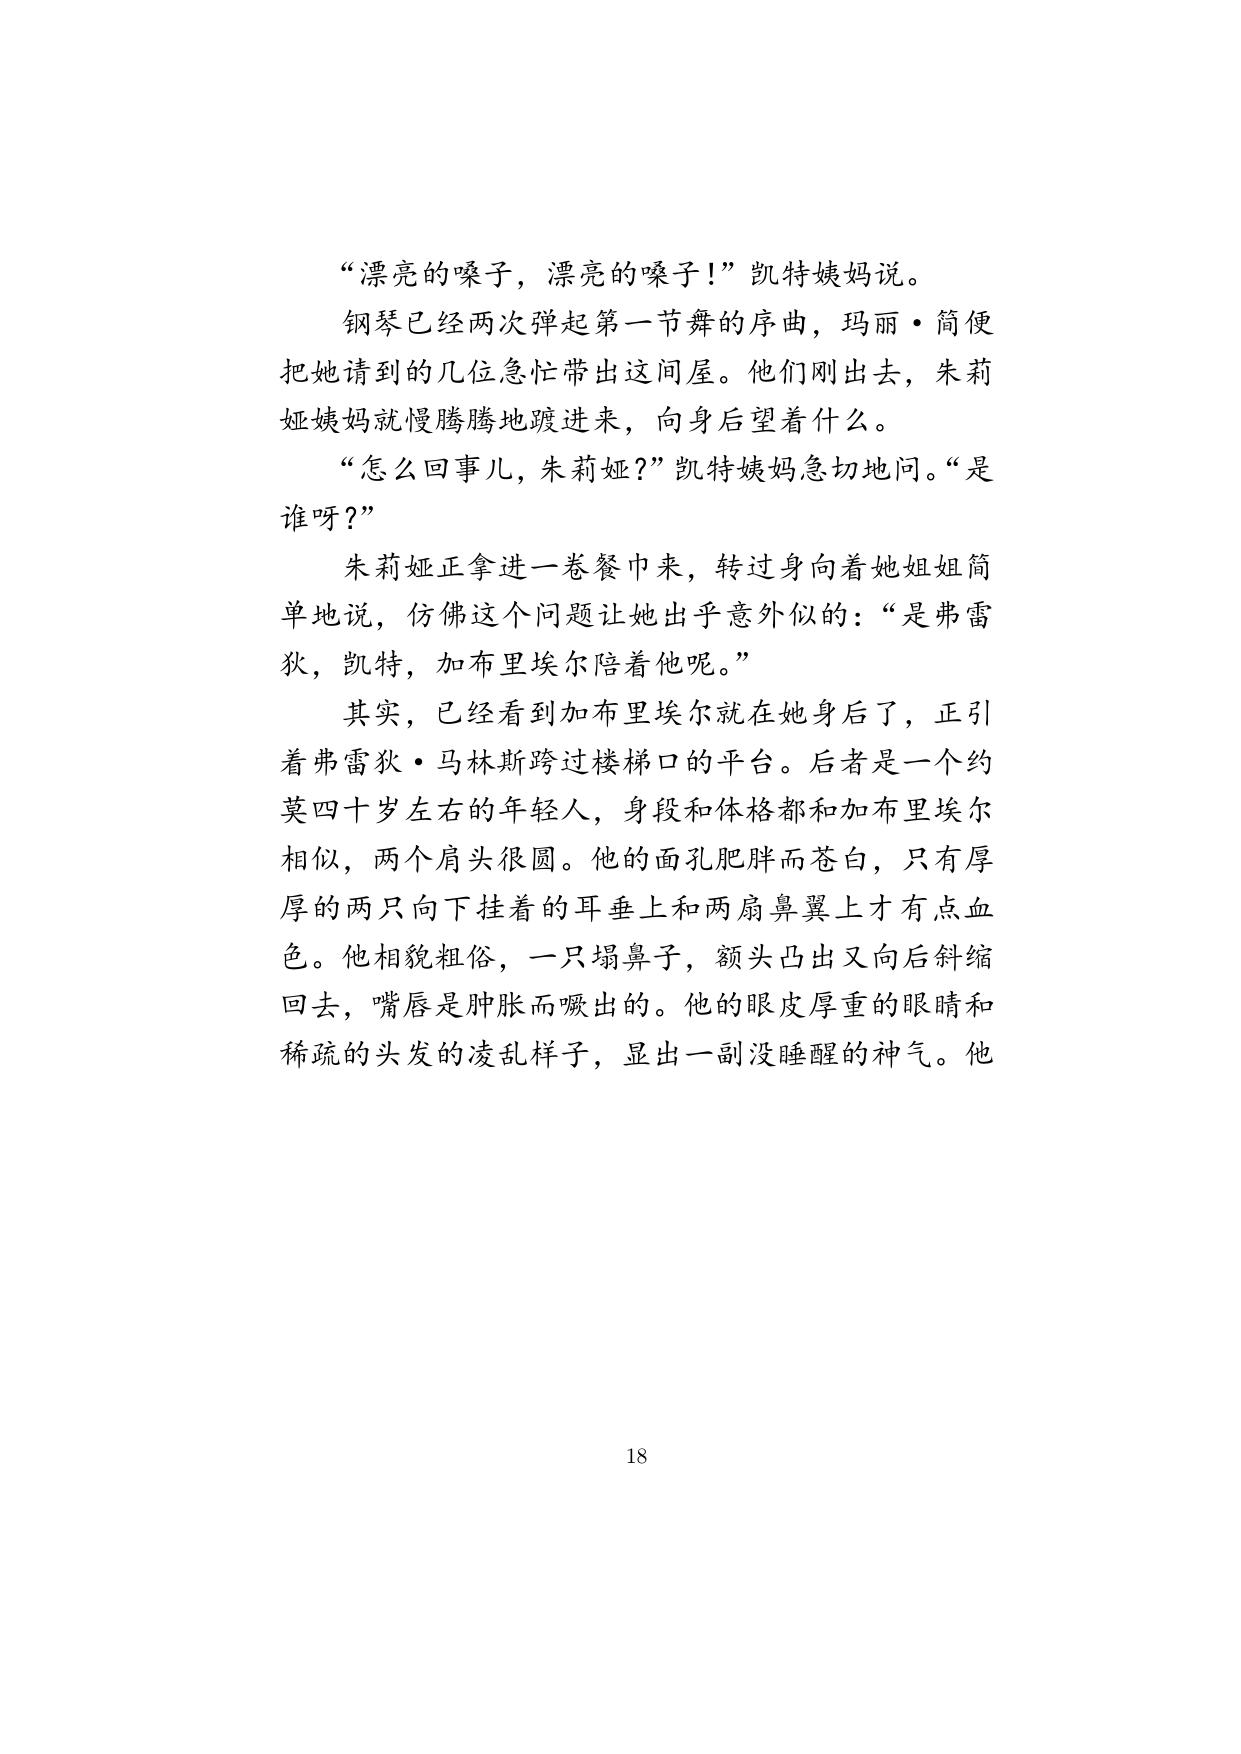 “漂亮的嗓子，漂亮的嗓子！”凯特姨妈说。
钢琴已经两次弹起第一节舞的序曲，玛丽·简便
把她请到的几位急忙带出这间屋。他们刚出去，朱莉
娅姨妈就慢腾腾地踱进来，向身后望着什么。
“怎么回事儿，朱莉娅？”凯特姨妈急切地问。“是
谁呀？”
朱莉娅正拿进一卷餐巾来，转过身向着她姐姐简
单地说，仿佛这个问题让她出乎意外似的：“是弗雷
狄，凯特，加布里埃尔陪着他呢。”
其实，已经看到加布里埃尔就在她身后了，正引
着弗雷狄·马林斯跨过楼梯口的平台。后者是一个约
莫四十岁左右的年轻人，身段和体格都和加布里埃尔
相似，两个肩头很圆。他的面孔肥胖而苍白，只有厚
厚的两只向下挂着的耳垂上和两扇鼻翼上才有点血
色。他相貌粗俗，一只塌鼻子，额头凸出又向后斜缩
回去，嘴唇是肿胀而噘出的。他的眼皮厚重的眼睛和
稀疏的头发的凌乱样子，显出一副没睡醒的神气。他
18